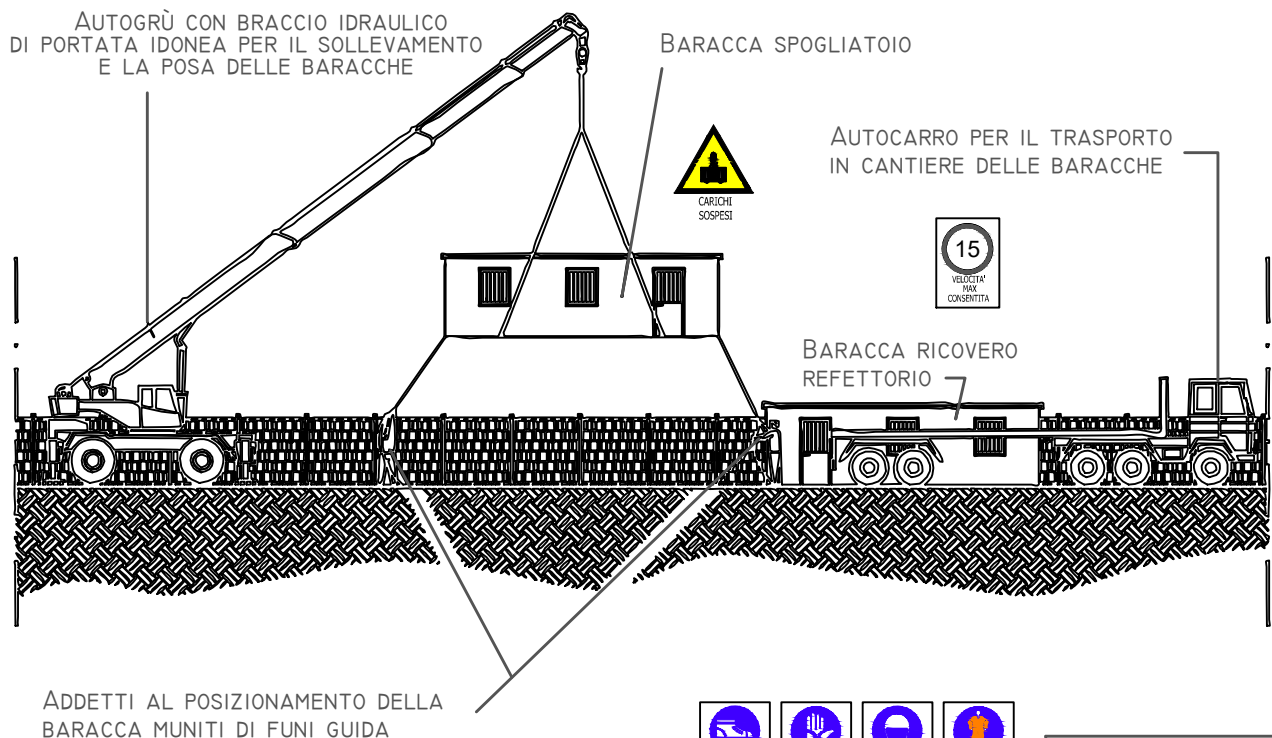 AUTOGRÙ CON BRACCIO IDRAULICO
DI PORTATA IDONEA PER IL SOLLEVAMENTO
E LA POSA DELLE BARACCHE
BARACCA SPOGLIATOIO
CARICHI
SOSPESI
AUTOCARRO PER IL TRASPORTO
IN CANTIERE DELLE BARACCHE
15
VELOCITA'
MAX
CONSENTITA
BARACCA RICOVERO
REFETTORIO
ADDETTI AL POSIZIONAMENTO DELLA
BARACCA MUNITI DI FUNI GUIDA